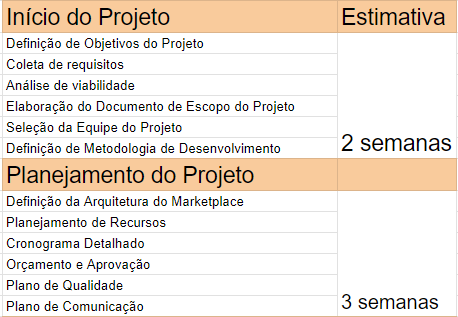 Início do Projeto Estimativa
Definição de Objetivos do Projeto
Coleta de requisitos
Análise de viabilidade
Elaboração do Documento de Escopo do Projeto
Seleção da Equipe do Projeto
Definição de Metodologia de Desenvolvimento 2 semanas
Planejamento do Projeto
Definição da Arquitetura do Marketplace
Planejamento de Recursos
Cronograma Detalhado
Orçamento e Aprovação
Plano de Qualidade
Plano de Comunicação 3 semanas